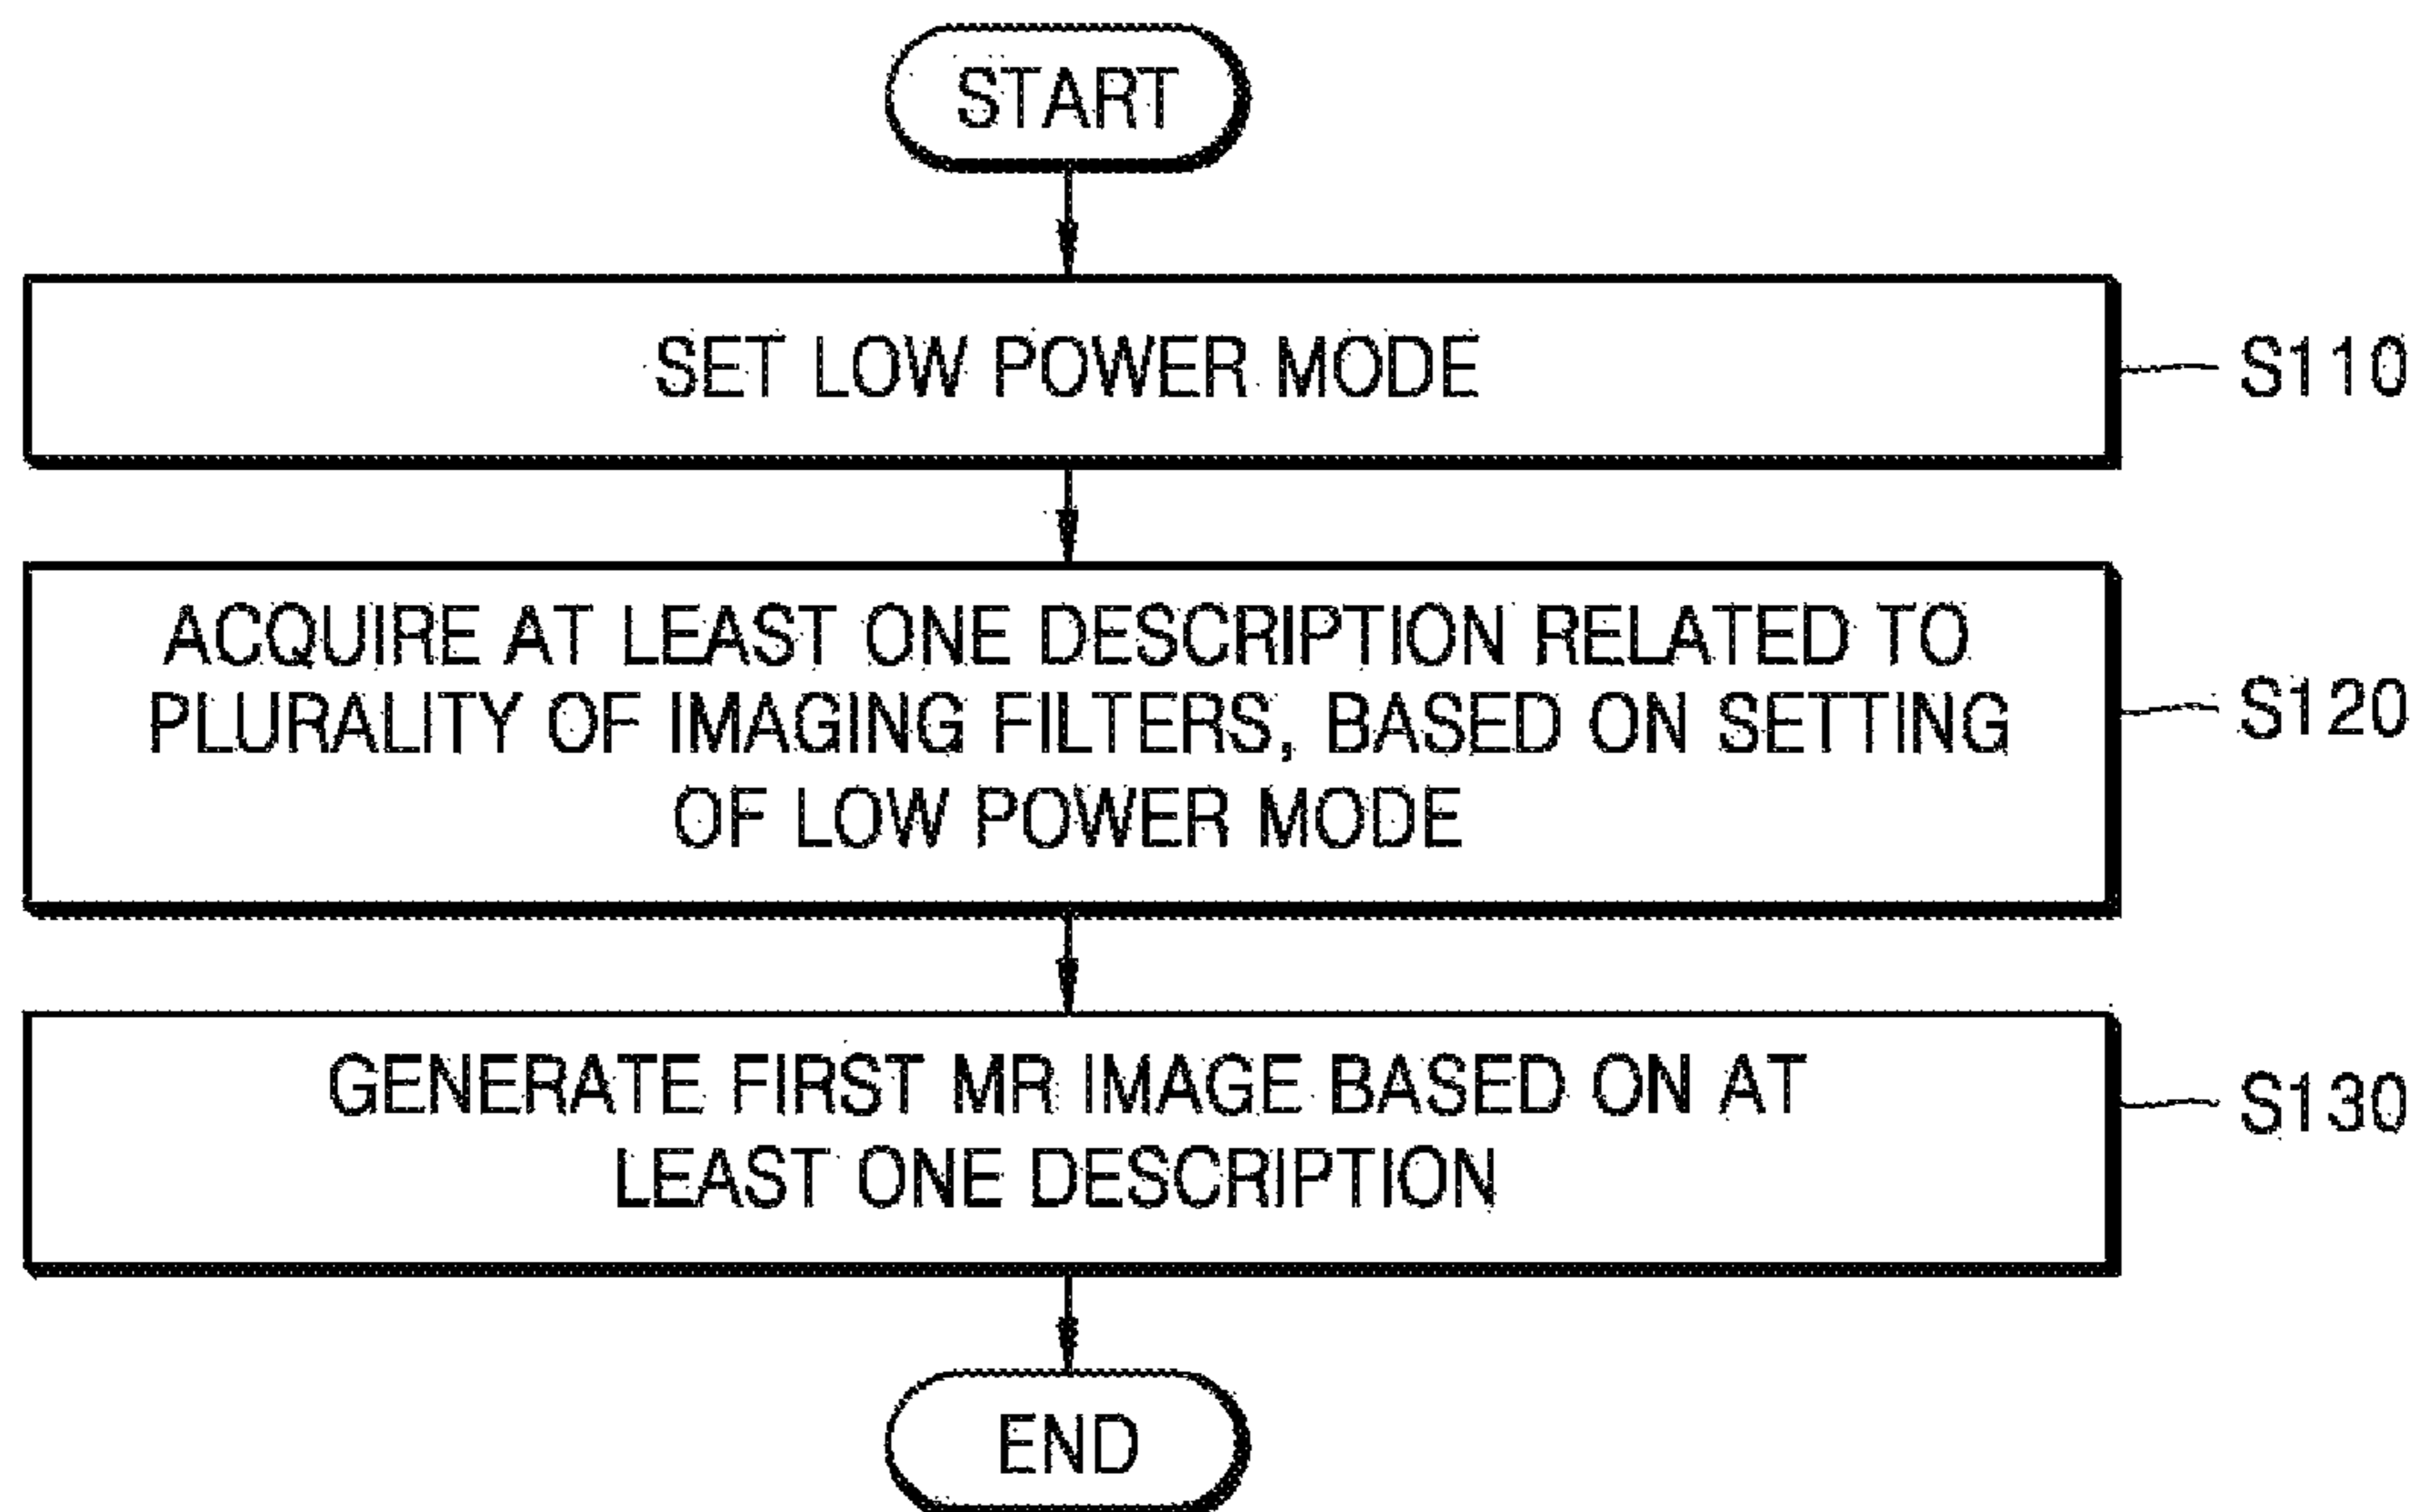 START
SET LOW POWER MODE
S110
ACQUIRE AT LEAST ONE DESCRIPTION RELATED TO
PLURALITY OF IMAGING FILTERS, BASED ON SETTING
OF LOW POWER MODE
S120
GENERATE FIRST MR IMAGE BASED ON AT
LEAST ONE DESCRIPTION
S130
END